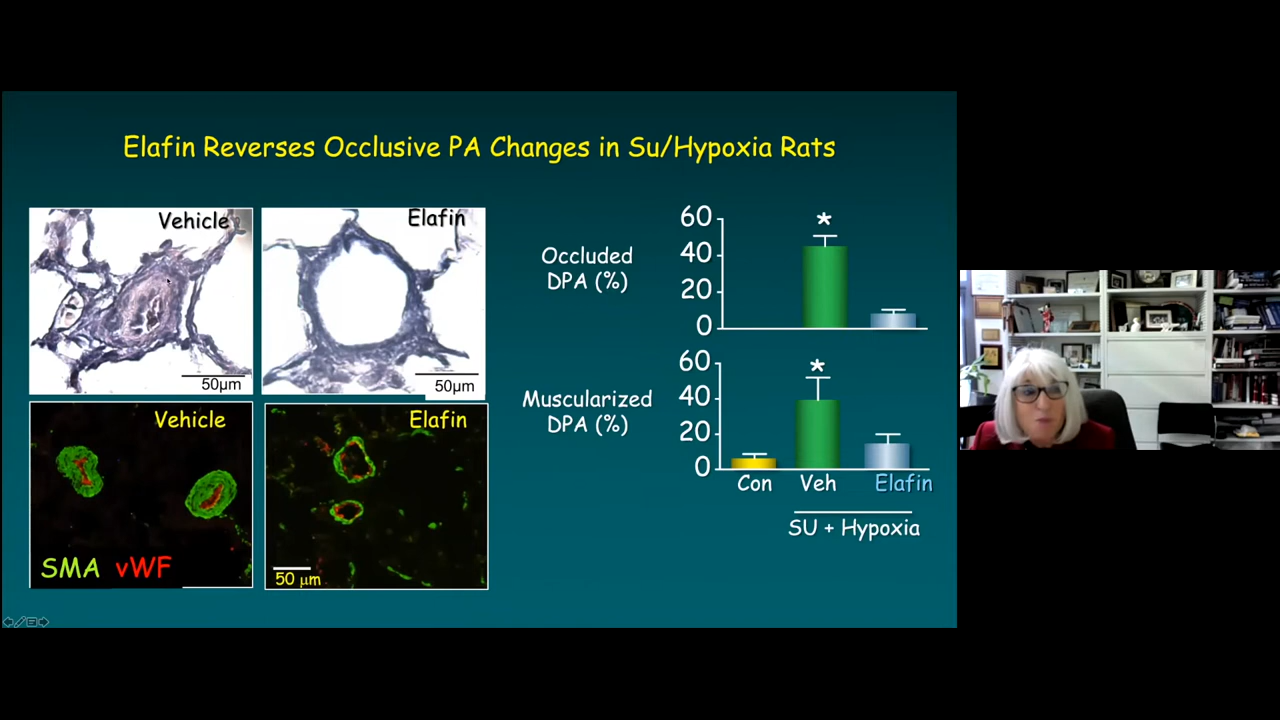 Elafin Reverses Occlusive PA Changes in Su/Hypoxia Rats
Vehicle
50µm
Elafin
50µm
Vehicle
SMA vWF
Elafin
50 µm
Occluded
DPA (%)
60
40
20
0
*
Muscularized
DPA (%)
60
40
20
0
*
Con Veh Elafin
SU + Hypoxia